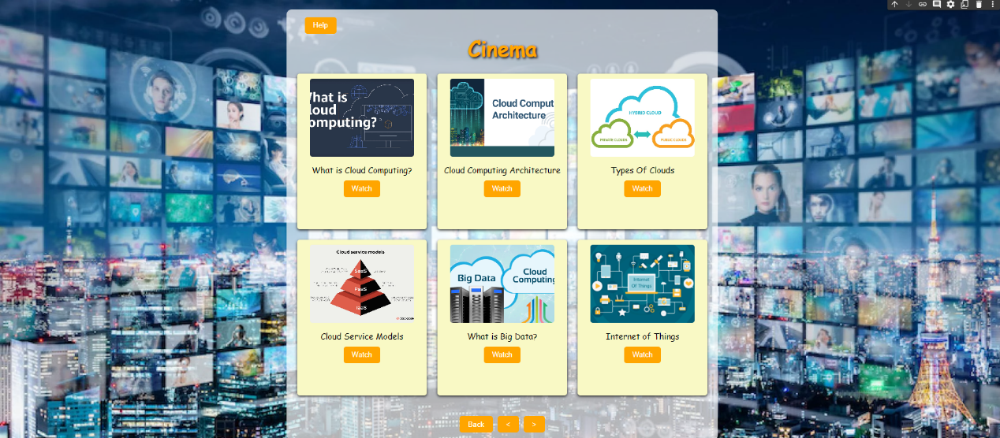 Help
Cinema
What is
Cloud
Computing?
Cloud Comput
Architecture
HYBRID CLOUD
PRIVATE CLOUDS
PUBLIC CLOUDS
What is Cloud Computing?
Cloud Computing Architecture
Types Of Clouds
Watch
Watch
Watch
Cloud service models
SaaS
PaaS
IaaS
Big Data
Cloud
Computing
Internet
Of Things
Cloud Service Models
What is Big Data?
Internet of Things
Watch
Watch
Watch
Back
<
>